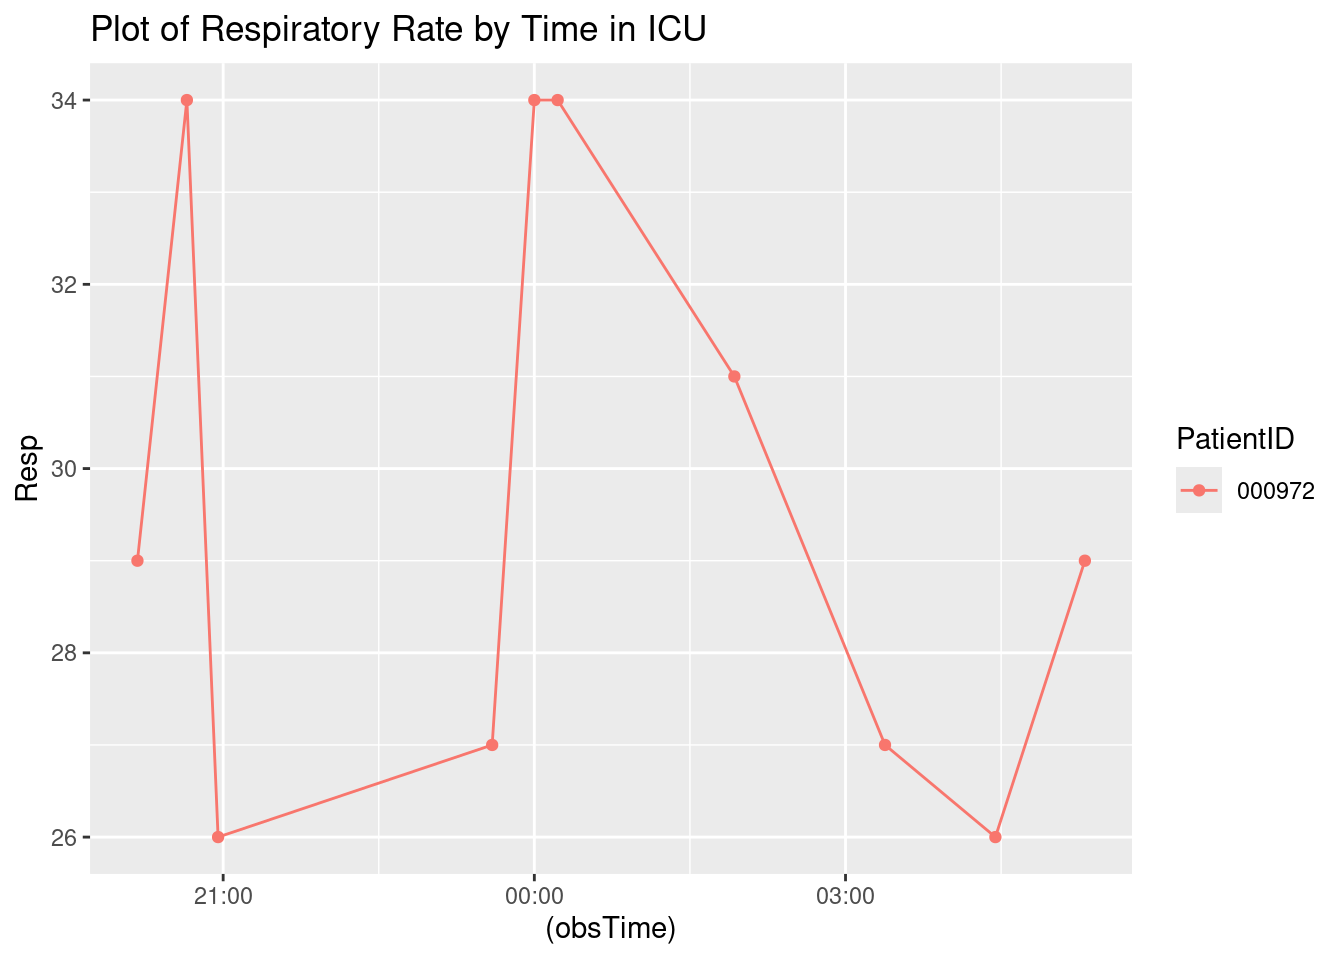 Plot of Respiratory Rate by Time in ICU
34
32
30
28
26
Resp
21:00
00:00
03:00
(obsTime)
PatientID
000972